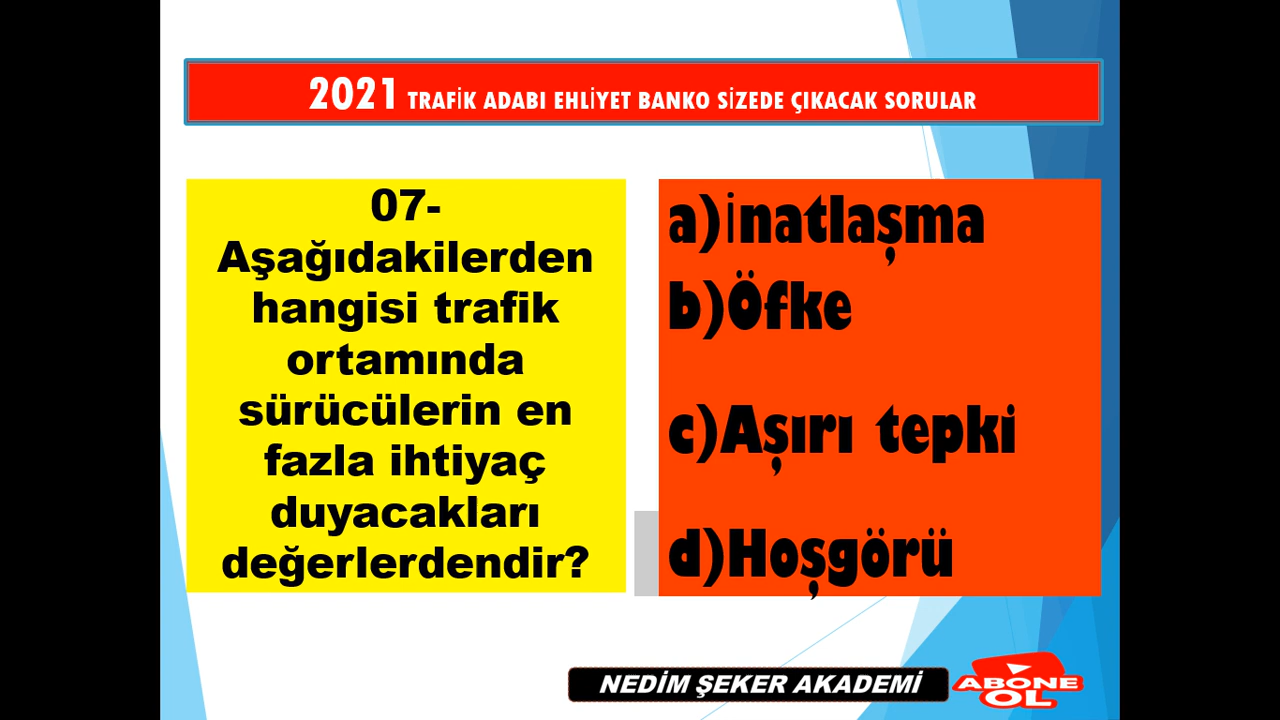 2021 TRAFİK ADABI EHLİYET BANKO SİZEDE ÇIKACAK SORULAR
07-
Aşağıdakilerden
hangisi trafik
ortamında
sürücülerin en
fazla ihtiyaç
duyacakları
değerlerdendir?
a)İnatlaşma
b)Öfke
c)Aşırı tepki
d)Hoşgörü
NEDİM ŞEKER AKADEMİ
ABONE
OL